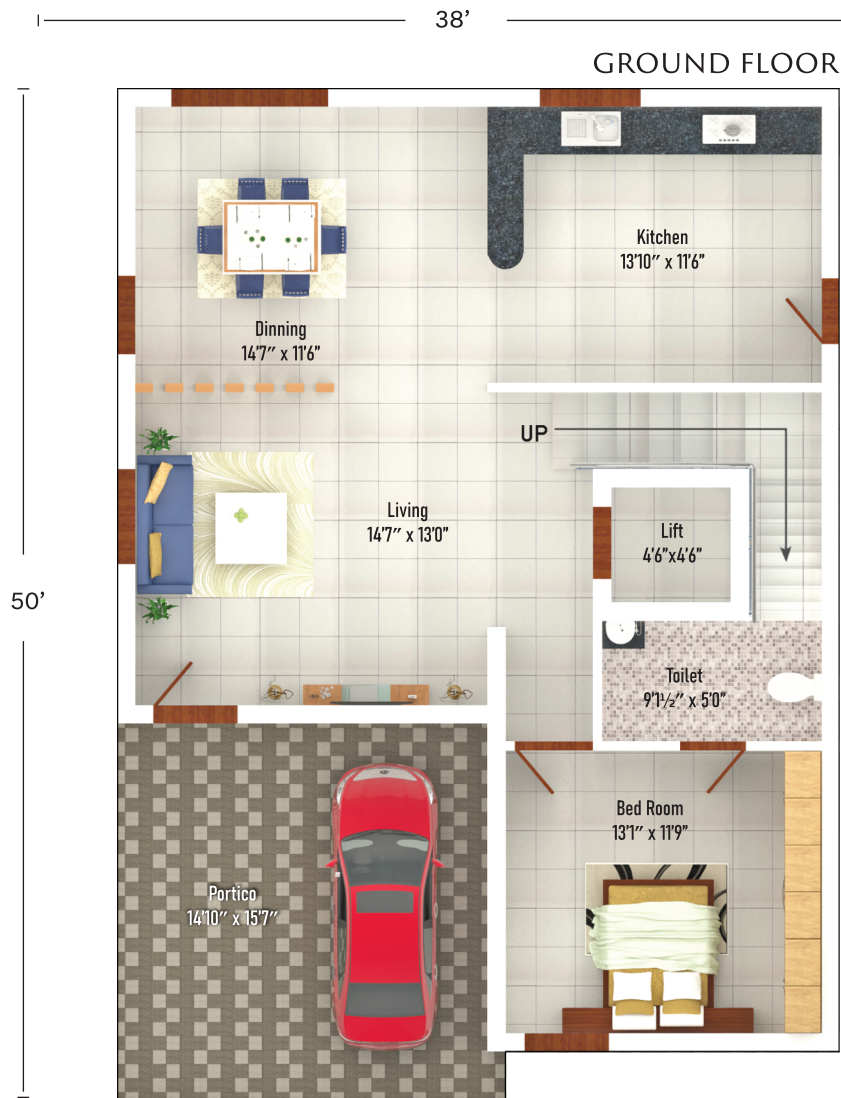 38’
GROUND FLOOR
Kitchen
13'10" x 11'6"
Dinning
14'7" x 11'6"
UP
Living
14'7" x 13'0"
Lift
4'6"x4'6"
50’
Toilet
9'1½" x 5'0"
Bed Room
13'1" x 11'9"
Portico
14'10" x 15'7"